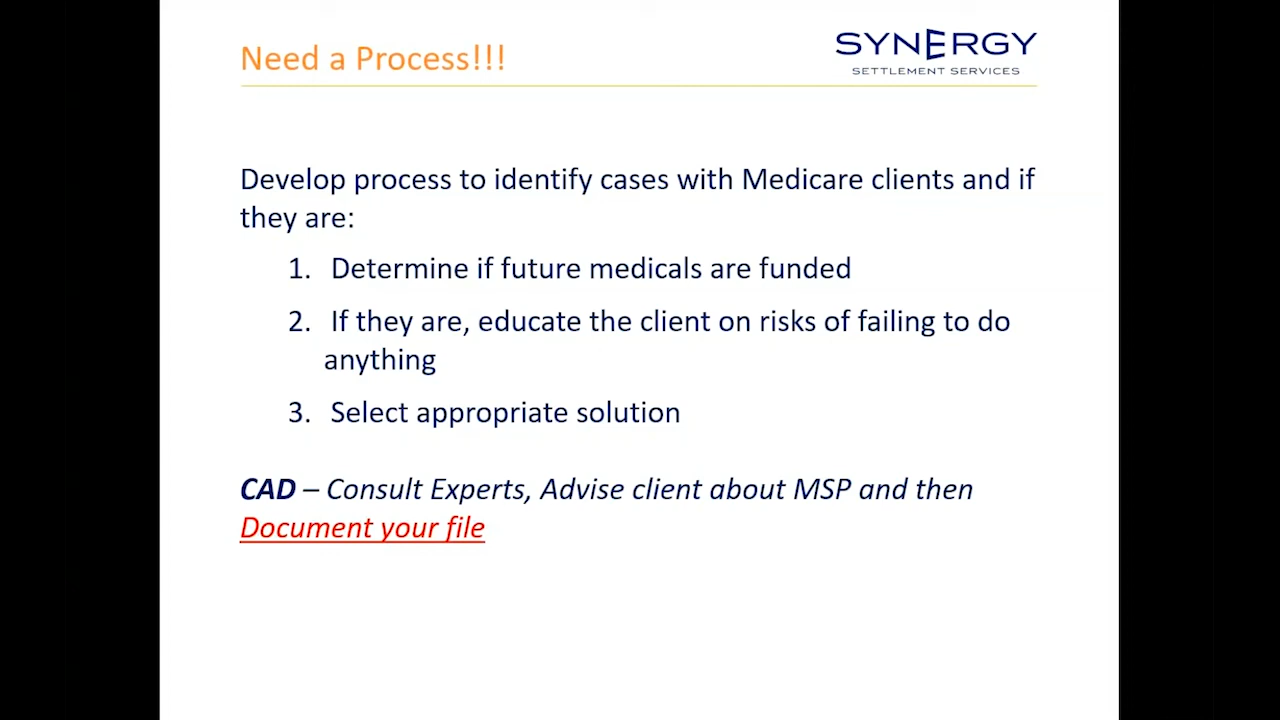 Need a Process!!!
SYNERGY
SETTLEMENT SERVICES
Develop process to identify cases with Medicare clients and if
they are:
1. Determine if future medicals are funded
2. If they are, educate the client on risks of failing to do
anything
3. Select appropriate solution
CAD – Consult Experts, Advise client about MSP and then
Document your file